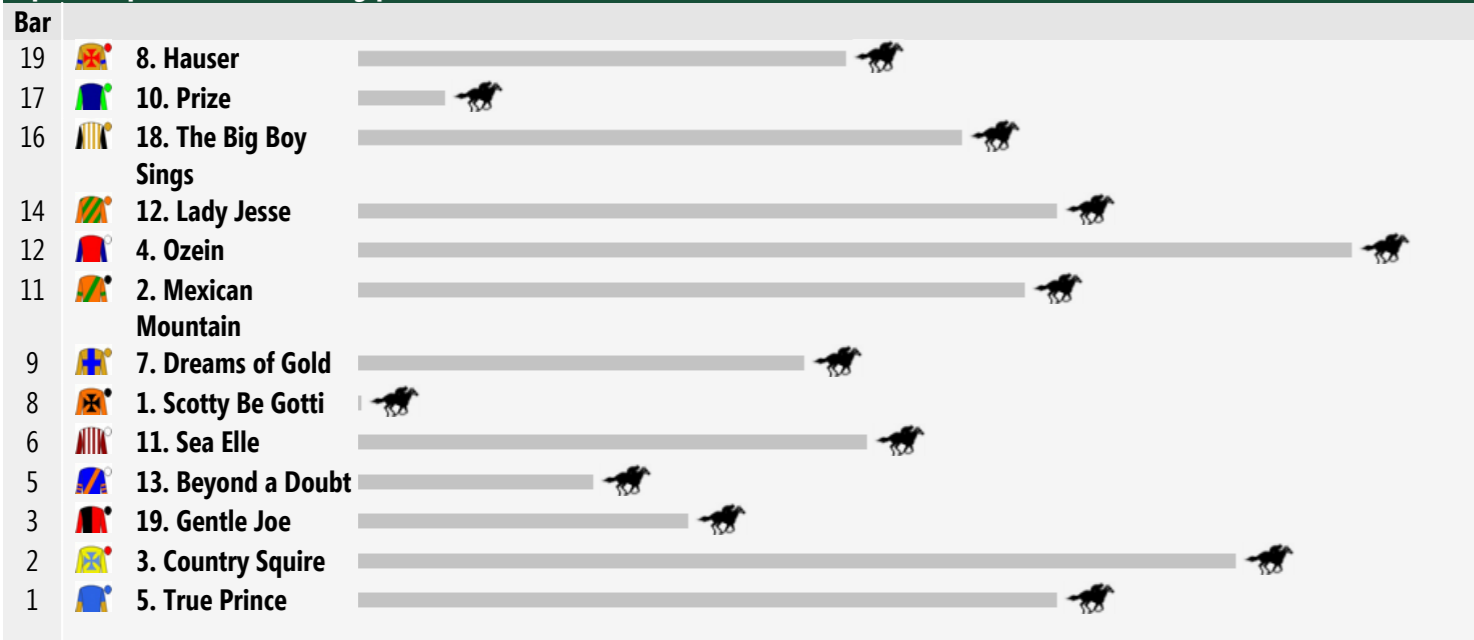 Bar
19 8. Hauser
17 10. Prize
16 18. The Big Boy
Sings
14 12. Lady Jesse
12 4. Ozein
11 2. Mexican
Mountain
9 7. Dreams of Gold
8 1. Scotty Be Gotti
6 11. Sea Elle
5 13. Beyond a Doubt
3 19. Gentle Joe
2 3. Country Squire
1 5. True Prince